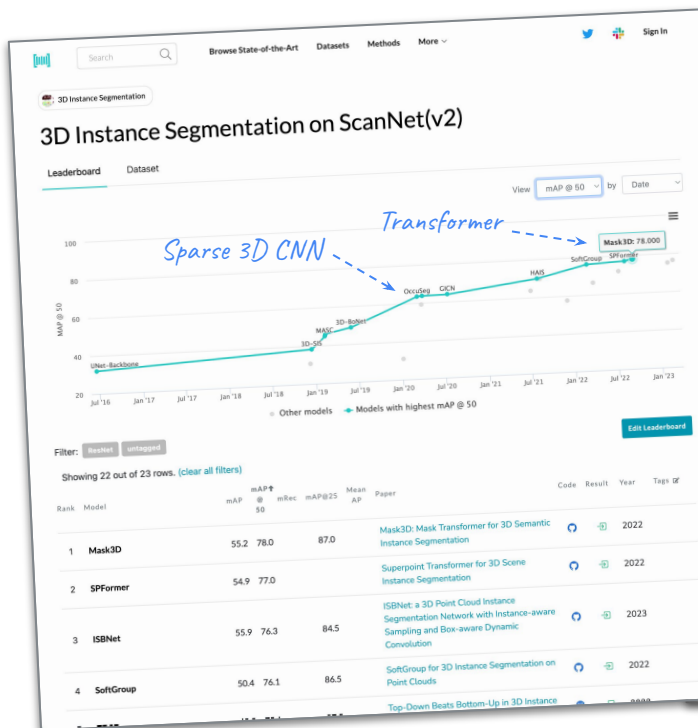 Search
Browse State-of-the-Art Datasets Methods More
Sign In
3D Instance Segmentation
3D Instance Segmentation on ScanNet(v2)
Leaderboard Dataset
View mAP @ 50 by Date
Transformer
Sparse 3D CNN
Mask3D: 78.000
MAP @ 50
100
80
60
40
20
UNet-Backbone
3D-SIS
MASC
3D-BoNet
OccuSeg
GICN
HAIS
SoftGroup
SPFormer
Jul '16 Jan '17 Jul '17 Jan '18 Jul '18 Jan '19 Jul '19 Jan '20 Jul '20 Jan '21 Jul '21 Jan '22 Jul '22 Jan '23
Other models Models with highest mAP @ 50
Edit Leaderboard
Filter: ResNet untagged
Showing 22 out of 23 rows. (clear all filters)
Rank Model mAP mAP @ 50 mRec mAP@25 Mean AP Paper Code Result Year Tags
1 Mask3D 55.2 78.0 87.0 Mask3D: Mask Transformer for 3D Semantic
Instance Segmentation 2022
2 SPFormer 54.9 77.0 Superpoint Transformer for 3D Scene
Instance Segmentation 2022
3 ISBNet 55.9 76.3 84.5 ISBNet: a 3D Point Cloud Instance
Segmentation Network with Instance-aware
Sampling and Box-aware Dynamic
Convolution 2023
4 SoftGroup 50.4 76.1 86.5 SoftGroup for 3D Instance Segmentation on
Point Clouds 2022
Top-Down Beats Bottom-Up in 3D Instance